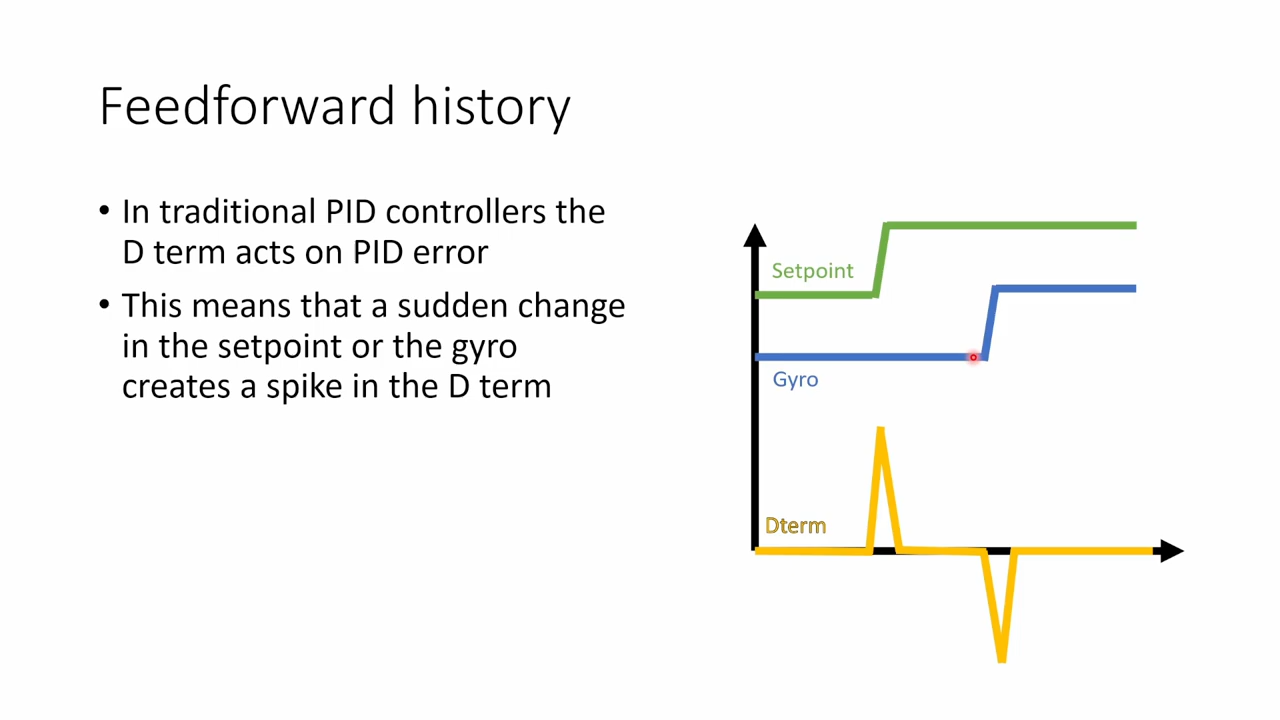 Feedforward history
• In traditional PID controllers the
D term acts on PID error
• This means that a sudden change
in the setpoint or the gyro
creates a spike in the D term
Setpoint
Gyro
Dterm